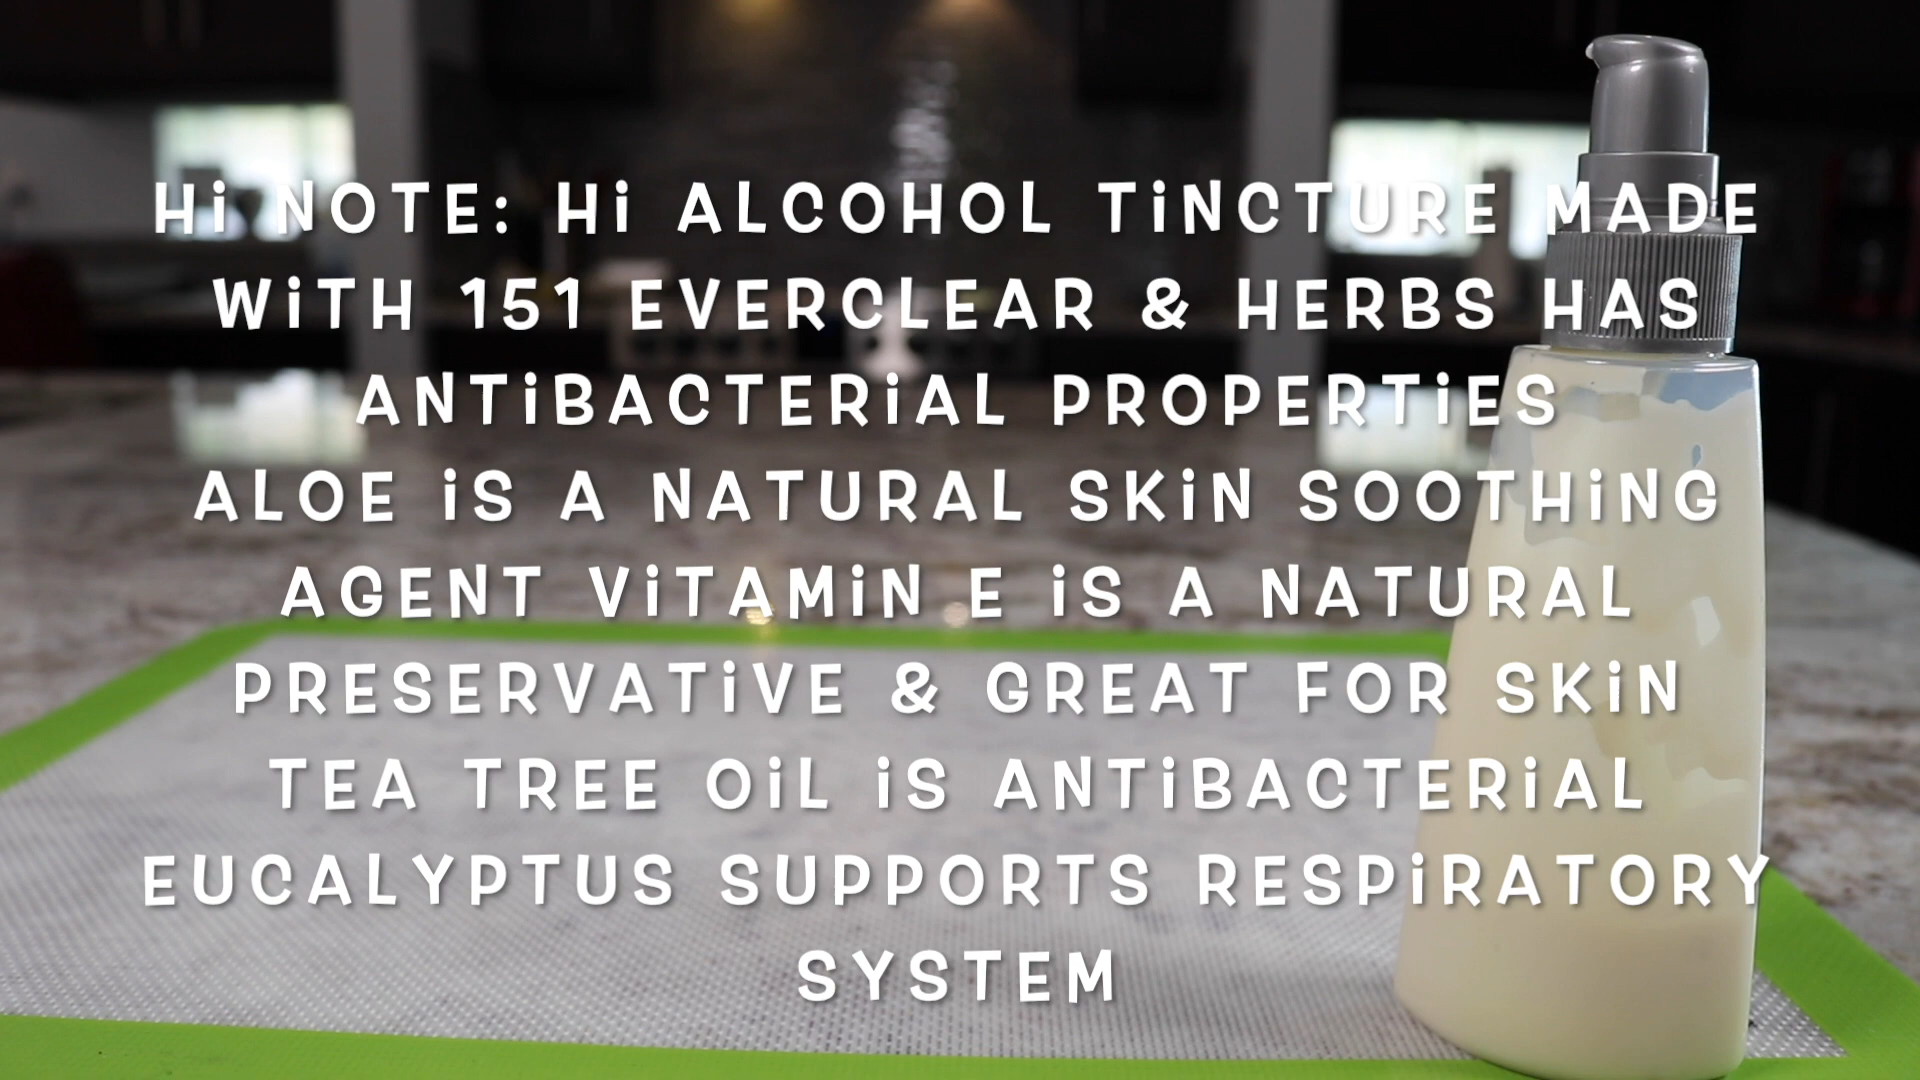 Hi NOTE: Hi ALCOHOL TiNCTURE MADE
WiTH 151 EVERCLEAR & HERBS HAS
ANTiBACTERiAL PROPERTiES
ALOE iS A NATURAL SKiN SOOTHiNG
AGENT ViTAMiN E iS A NATURAL
PRESERVATiVE & GREAT FOR SKiN
TEA TREE OiL iS ANTiBACTERiAL
EUCALYPTUS SUPPORTS RESPiRATORY
SYSTEM